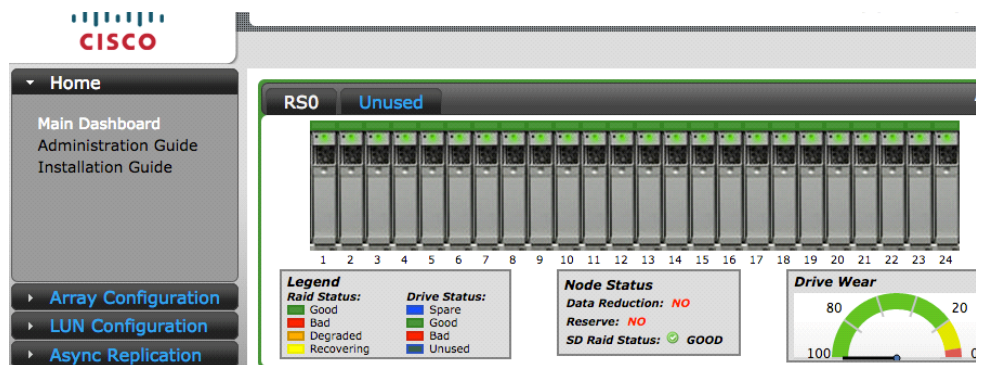 CISCO
Home
Main Dashboard
Administration Guide
Installation Guide
Array Configuration
LUN Configuration
Async Replication
RS0 Unused
1 2 3 4 5 6 7 8 9 10 11 12 13 14 15 16 17 18 19 20 21 22 23 24
Legend
Raid Status: Drive Status:
Good Spare
Bad Good
Degraded Bad
Recovering Unused
Node Status
Data Reduction: NO
Reserve: NO
SD Raid Status: GOOD
Drive Wear
80 20
100